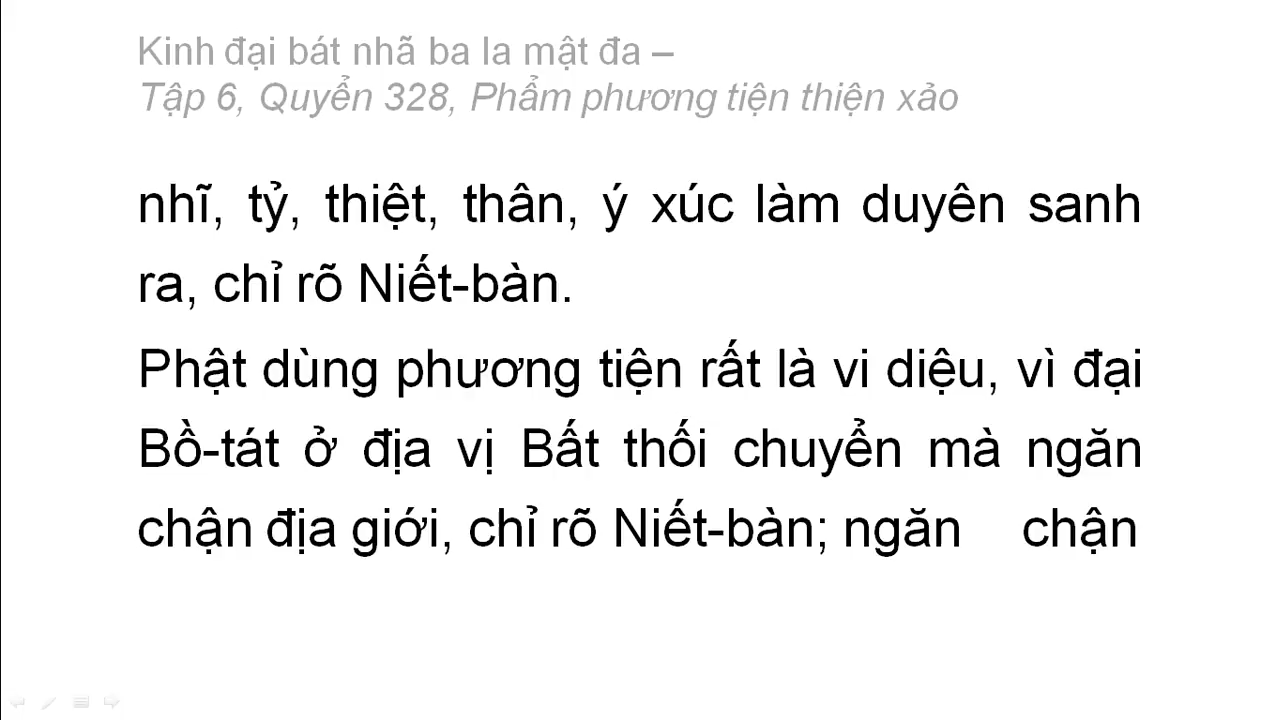 Kinh đại bát nhã ba la mật đa –
Tập 6, Quyển 328, Phẩm phương tiện thiện xảo
nhĩ, tỷ, thiệt, thân, ý xúc làm duyên sanh
ra, chỉ rõ Niết-bàn.
Phật dùng phương tiện rất là vi diệu, vì đại
Bồ-tát ở địa vị Bất thối chuyển mà ngăn
chận địa giới, chỉ rõ Niết-bàn; ngăn chận